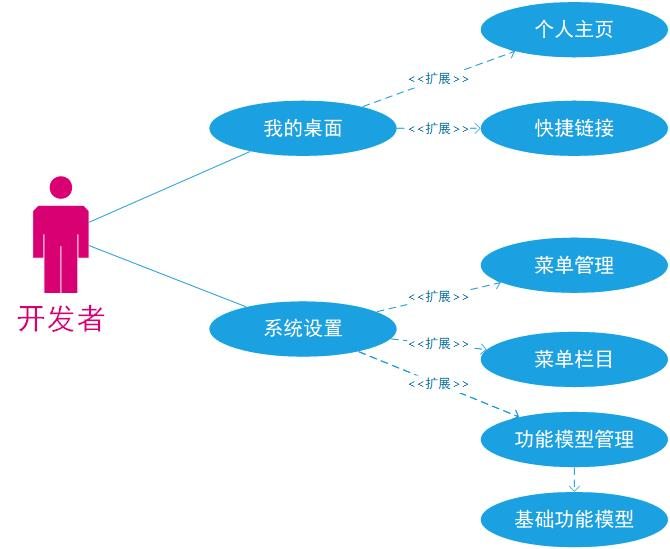 个人主页
<<扩展>>
我的桌面
<<扩展>>
快捷链接
开发者
菜单管理
<<扩展>>
系统设置
<<扩展>>
菜单栏目
<<扩展>>
功能模型管理
基础功能模型